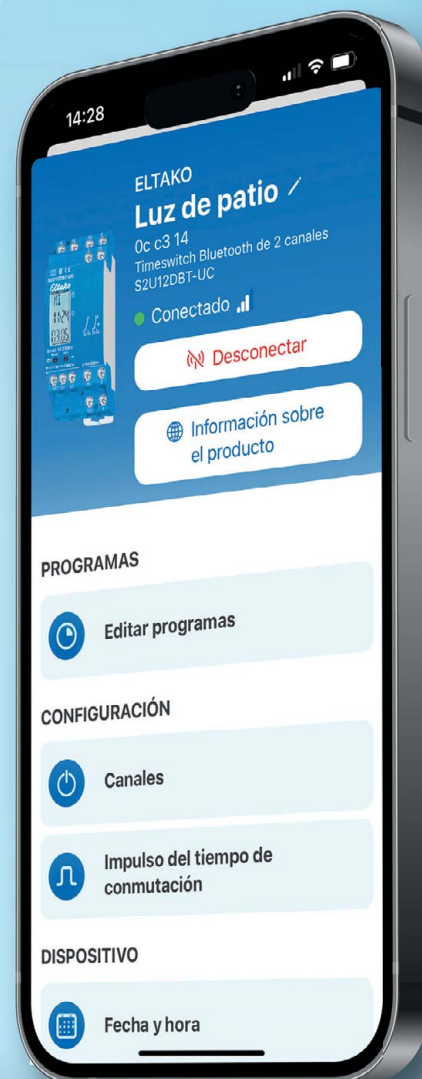 14:28
ELTAKO
Luz de patio
0c c3 14
Timeswitch Bluetooth de 2 canales
S2U12DBT-UC
Conectado
Desconectar
Información sobre
el producto
Eltako
PROGRAMAS
Editar programas
CONFIGURACIÓN
Canales
Impulso del tiempo de
conmutación
DISPOSITIVO
Fecha y hora